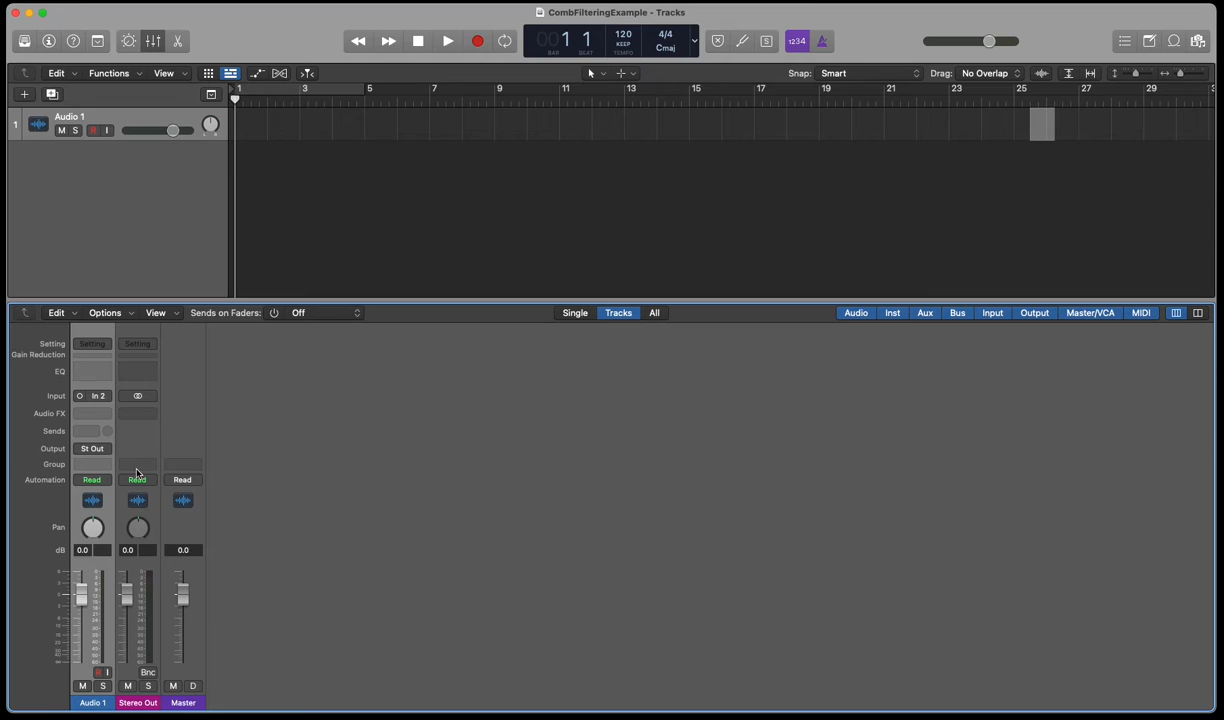 CombFilteringExample - Tracks
00 1 1
BAR BEAT
120
KEEP
TEMPO
4/4
Cmaj
1234
S
Edit Functions View
Snap: Smart
Drag: No Overlap
1 3 5 7 9 11 13 15 17 19 21 23 25 27 29
1
Audio 1
M S R I
L R
Edit Options View Sends on Faders: Off
Single Tracks All
Audio Inst Aux Bus Input Output Master/VCA MIDI
Setting Setting Setting
Gain Reduction
EQ
Input In 2
Audio FX
Sends
Output St Out
Group
Automation Read Read Read
Pan
dB 0.0 0.0 0.0
R I Bnc
M S M S M D
Audio 1 Stereo Out Master